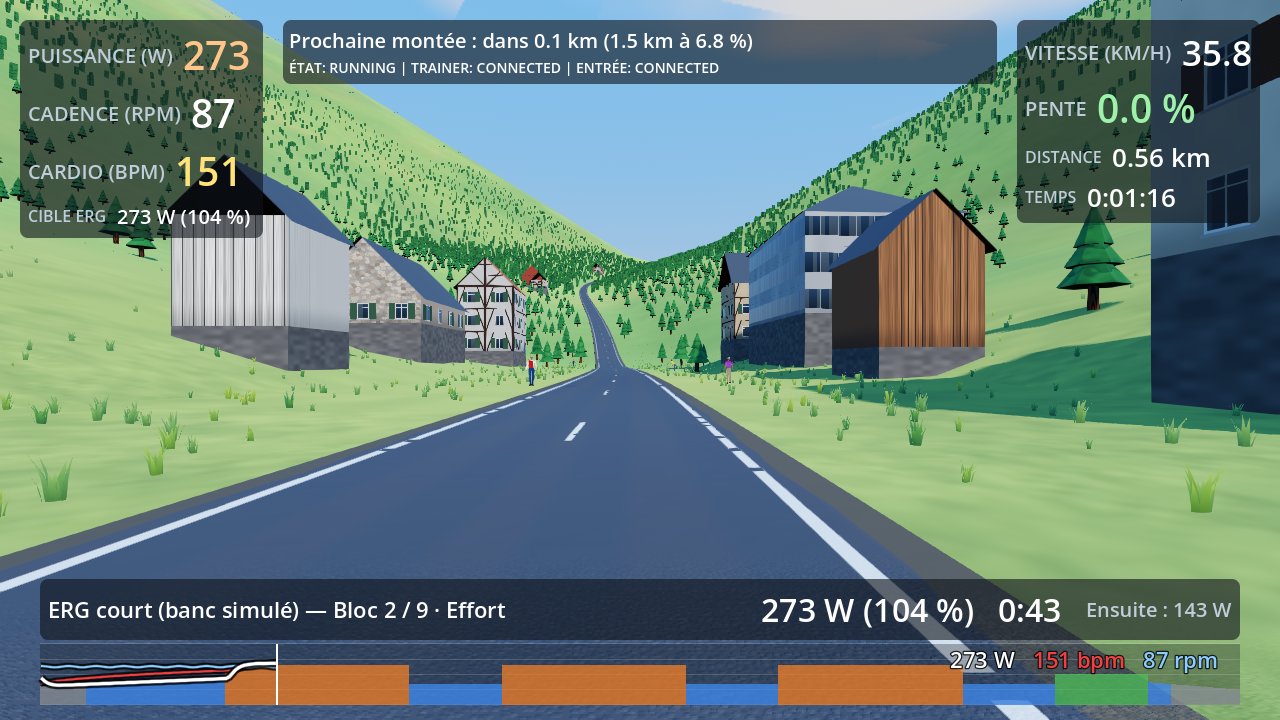 PUISSANCE (W) 273
CADENCE (RPM) 87
CARDIO (BPM) 151
CIBLE ERG 273 W (104 %)
Prochaine montée : dans 0.1 km (1.5 km à 6.8 %)
ÉTAT: RUNNING | TRAINER: CONNECTED | ENTRÉE: CONNECTED
VITESSE (KM/H) 35.8
PENTE 0.0 %
DISTANCE 0.56 km
TEMPS 0:01:16
ERG court (banc simulé) — Bloc 2 / 9 · Effort 273 W (104 %) 0:43 Ensuite : 143 W
273 W 151 bpm 87 rpm